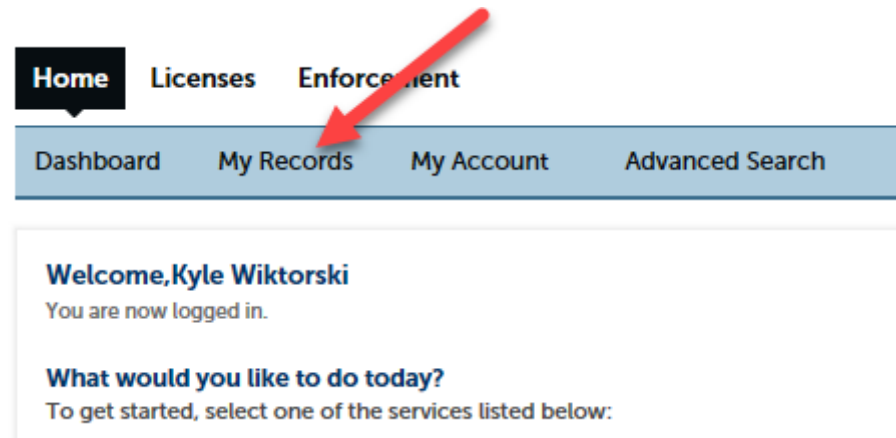 Home Licenses Enforcement
Dashboard My Records My Account Advanced Search
Welcome,Kyle Wiktorski
You are now logged in.
What would you like to do today?
To get started, select one of the services listed below: